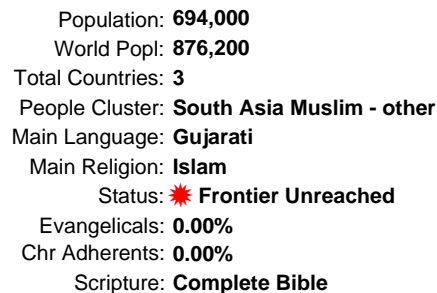 Population: 694,000
World Popl: 876,200
Total Countries: 3
People Cluster: South Asia Muslim - other
Main Language: Gujarati
Main Religion: Islam
Status: Frontier Unreached
Evangelicals: 0.00%
Chr Adherents: 0.00%
Scripture: Complete Bible